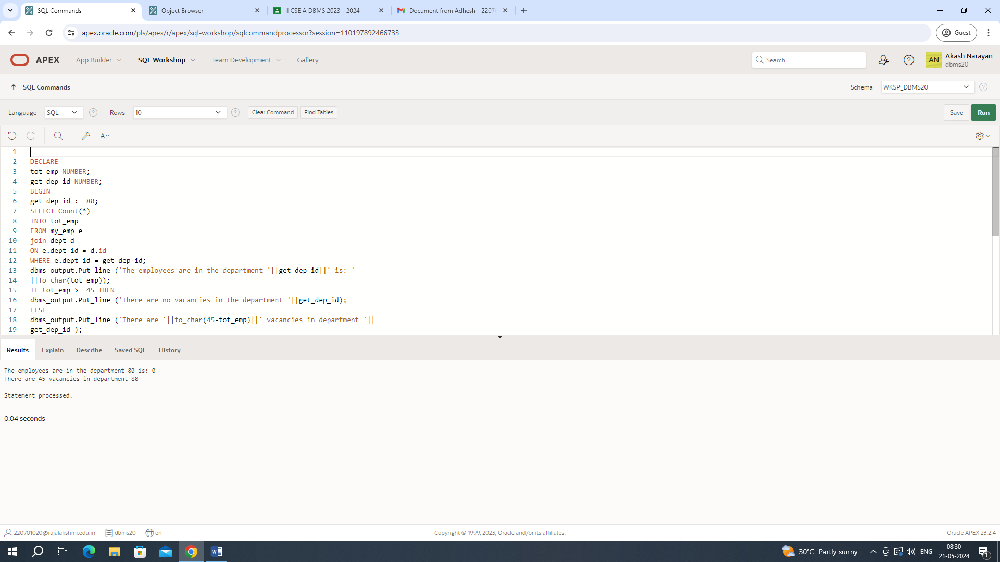 SQL Commands
Object Browser
II CSE A DBMS 2023 - 2024
Document from Adhesh - 2207
apex.oracle.com/pls/apex/r/apex/sql-workshop/sqlcommandprocessor?session=110197892466733
Guest
APEX
App Builder
SQL Workshop
Team Development
Gallery
Search
AN
Akash Narayan
dbms20
SQL Commands
Schema
WKSP_DBMS20
Language
SQL
Rows
10
Clear Command
Find Tables
Save
Run
1
2 DECLARE
3 tot_emp NUMBER;
4 get_dep_id NUMBER;
5 BEGIN
6 get_dep_id := 80;
7 SELECT Count(*)
8 INTO tot_emp
9 FROM my_emp e
10 join dept d
11 ON e.dept_id = d.id
12 WHERE e.dept_id = get_dep_id;
13 dbms_output.Put_line ('The employees are in the department '||get_dep_id||' is: '
14 ||To_char(tot_emp));
15 IF tot_emp >= 45 THEN
16 dbms_output.Put_line ('There are no vacancies in the department '||get_dep_id);
17 ELSE
18 dbms_output.Put_line ('There are '||to_char(45-tot_emp)||' vacancies in department '||
19 get_dep_id );
Results
Explain
Describe
Saved SQL
History
The employees are in the department 80 is: 0
There are 45 vacancies in department 80
Statement processed.
0.04 seconds
220701020@rajalakshmi.edu.in
dbms20
en
Copyright © 1999, 2023, Oracle and/or its affiliates.
Oracle APEX 23.2.4
30°C Partly sunny
ENG
08:30
21-05-2024
1